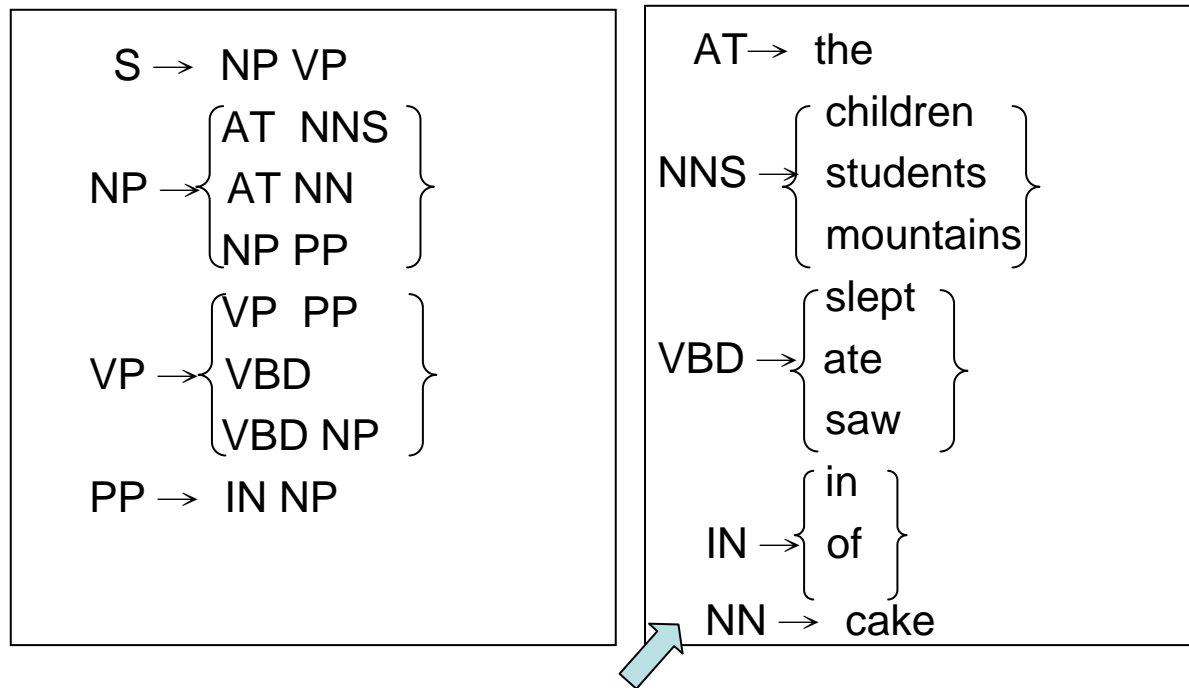 S → NP VP
AT NNS
NP → AT NN
NP PP
VP PP
VP → VBD
VBD NP
PP → IN NP
AT → the
children
NNS → students
mountains
slept
VBD → ate
saw
in
IN → of
NN → cake